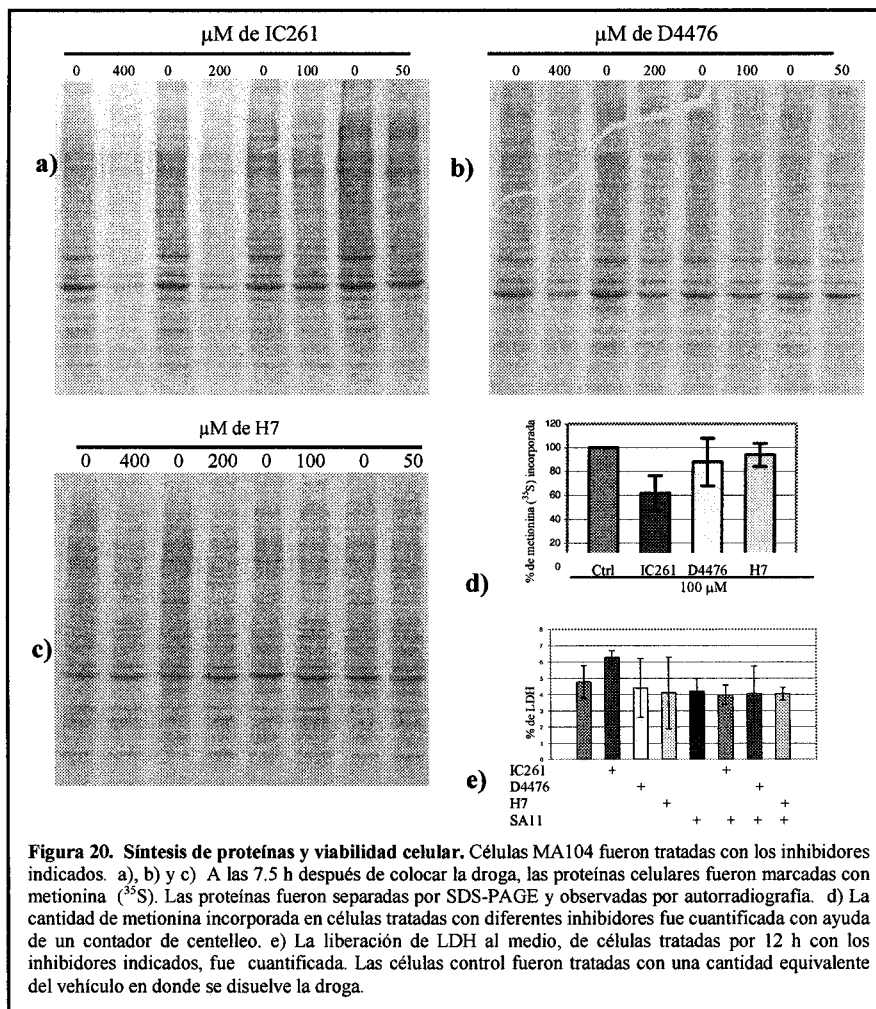 µM de IC261
0 400 0 200 0 100 0 50
a)
µM de D4476
0 400 0 200 0 100 0 50
b)
µM de H7
0 400 0 200 0 100 0 50
c)
% de metionina (³⁵S) incorporada
120
100
80
60
40
20
0
Ctrl IC261 D4476 H7
100 µM
d)
% de LDH
8
7
6
5
4
3
2
1
0
IC261 + +
D4476 + +
H7 + +
SA11 + + + +
e)
Figura 20. Síntesis de proteínas y viabilidad celular. Células MA104 fueron tratadas con los inhibidores
indicados. a), b) y c) A las 7.5 h después de colocar la droga, las proteínas celulares fueron marcadas con
metionina (³⁵S). Las proteínas fueron separadas por SDS-PAGE y observadas por autorradiografía. d) La
cantidad de metionina incorporada en células tratadas con diferentes inhibidores fue cuantificada con ayuda
de un contador de centelleo. e) La liberación de LDH al medio, de células tratadas por 12 h con los
inhibidores indicados, fue cuantificada. Las células control fueron tratadas con una cantidad equivalente
del vehículo en donde se disuelve la droga.